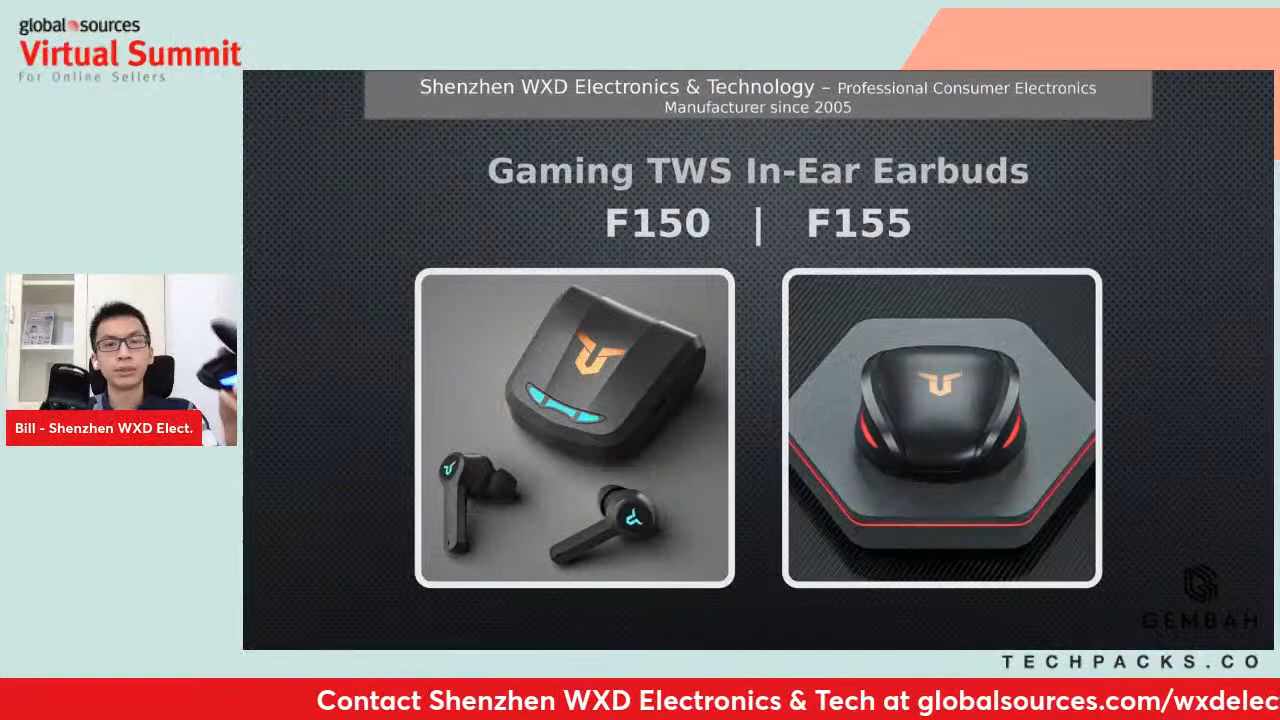 global sources
Virtual Summit
For Online Sellers
Shenzhen WXD Electronics & Technology – Professional Consumer Electronics
Manufacturer since 2005
Gaming TWS In-Ear Earbuds
F150 | F155
Bill - Shenzhen WXD Elect.
GEMBAH
TECHPACKS.CO
Contact Shenzhen WXD Electronics & Tech at globalsources.com/wxdelec